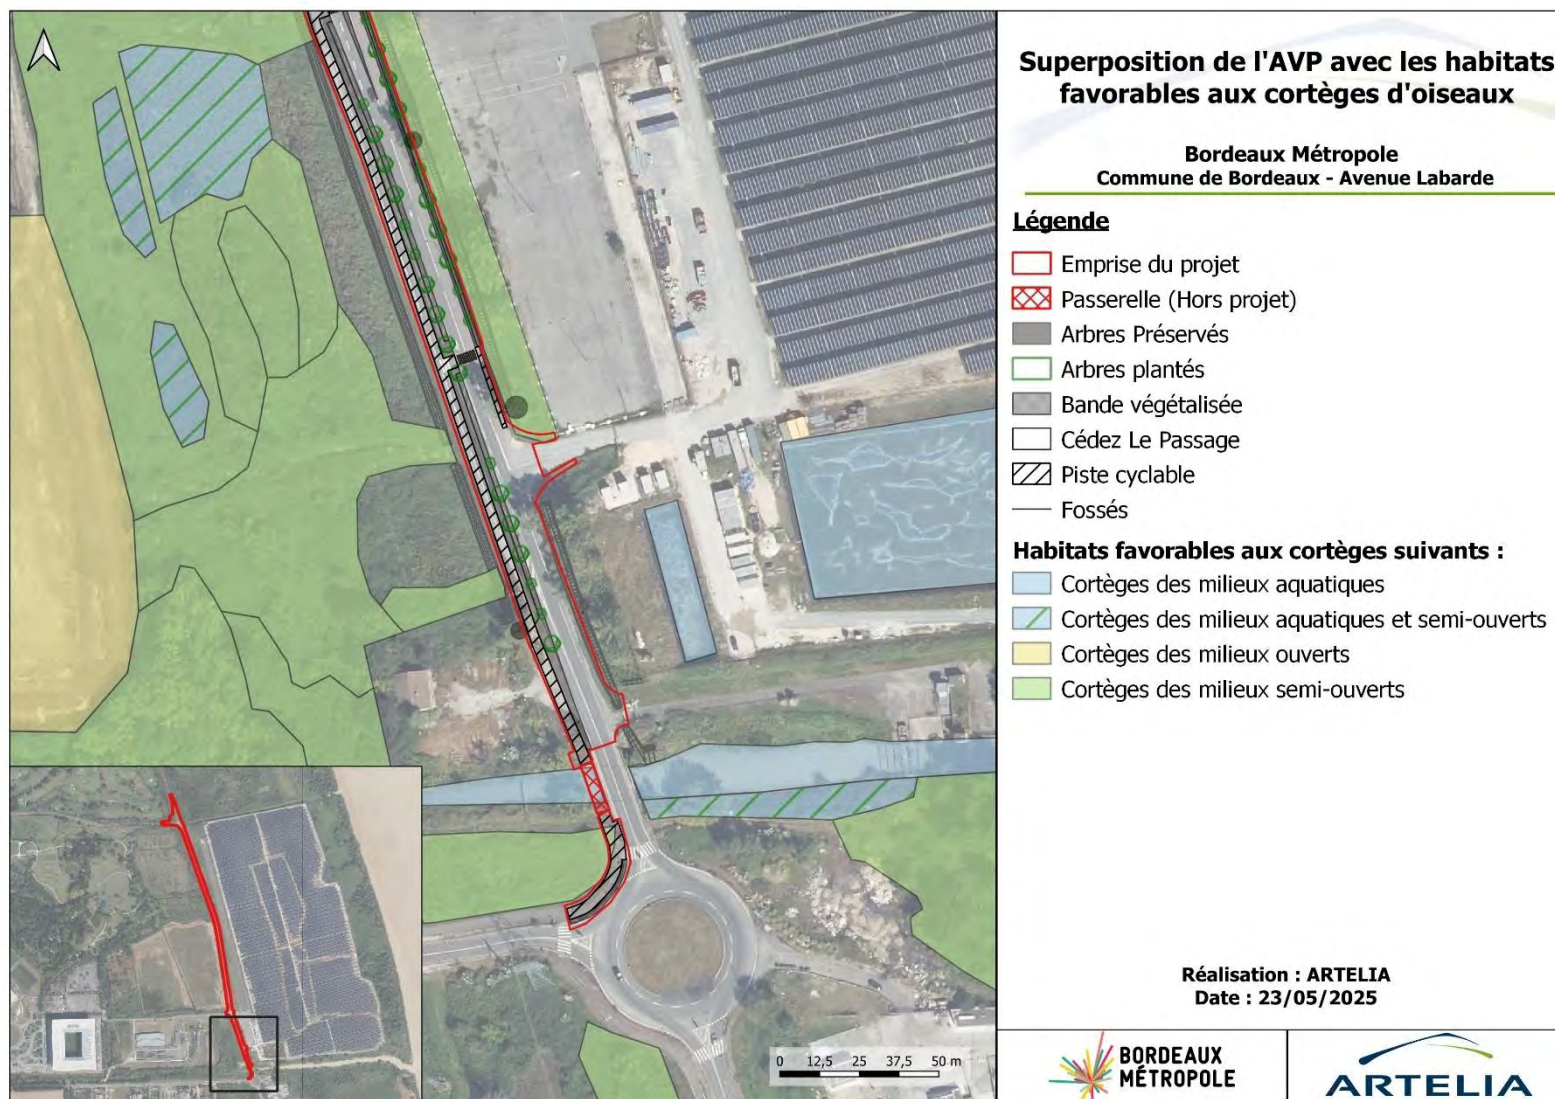 Superposition de l'AVP avec les habitats
favorables aux cortèges d'oiseaux
Bordeaux Métropole
Commune de Bordeaux - Avenue Labarde
Légende
Emprise du projet
Passerelle (Hors projet)
Arbres Préservés
Arbres plantés
Bande végétalisée
Cédez Le Passage
Piste cyclable
Fossés
Habitats favorables aux cortèges suivants :
Cortèges des milieux aquatiques
Cortèges des milieux aquatiques et semi-ouverts
Cortèges des milieux ouverts
Cortèges des milieux semi-ouverts
Réalisation : ARTELIA
Date : 23/05/2025
0 12,5 25 37,5 50 m
BORDEAUX
MÉTROPOLE
ARTELIA